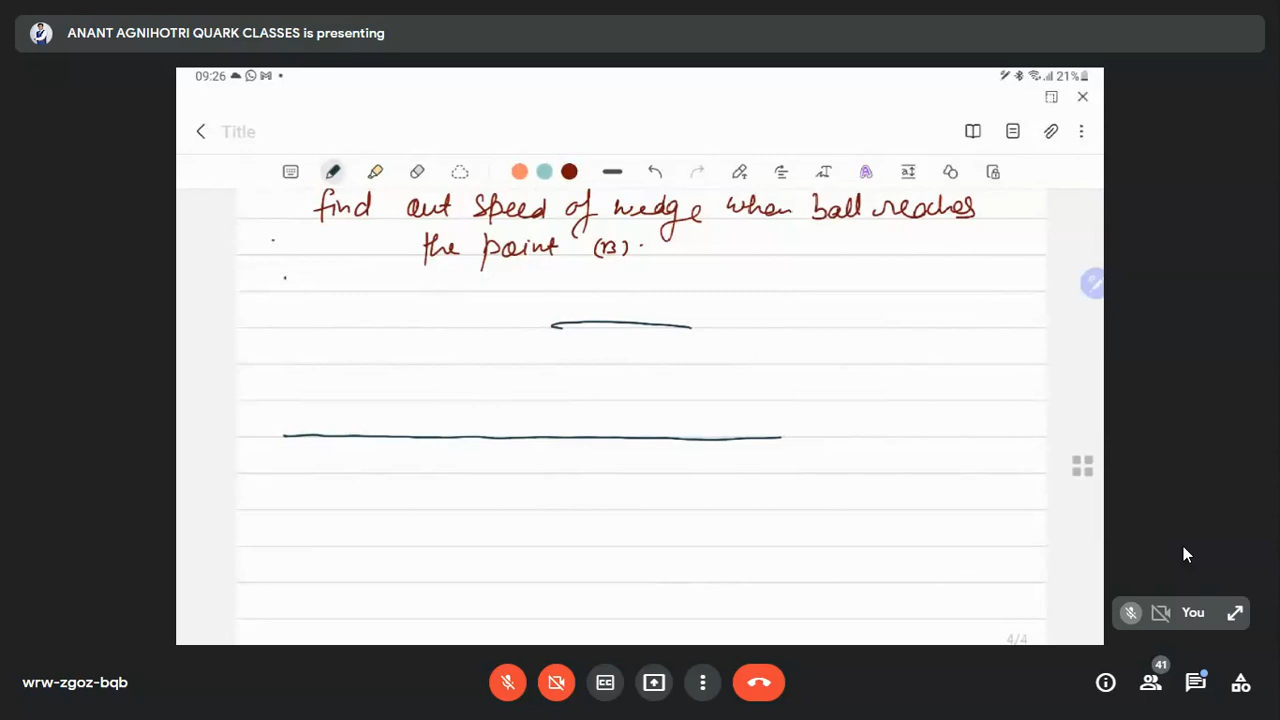 ANANT AGNIHOTRI QUARK CLASSES is presenting
09:26 21%
Title
find out speed of wedge when ball reaches
the point (B).
4/4
You
wrw-zgoz-bqb
CC
41